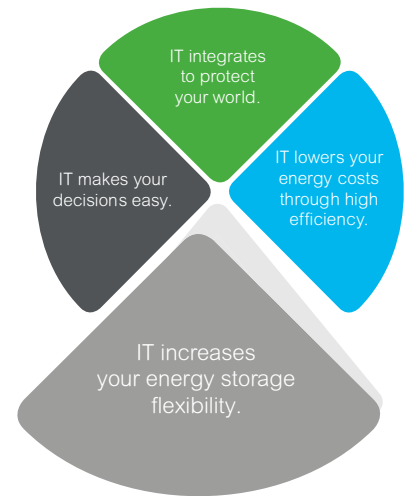 IT integrates
to protect
your world.
IT makes your
decisions easy.
IT lowers your
energy costs
through high
efficiency.
IT increases
your energy storage
flexibility.